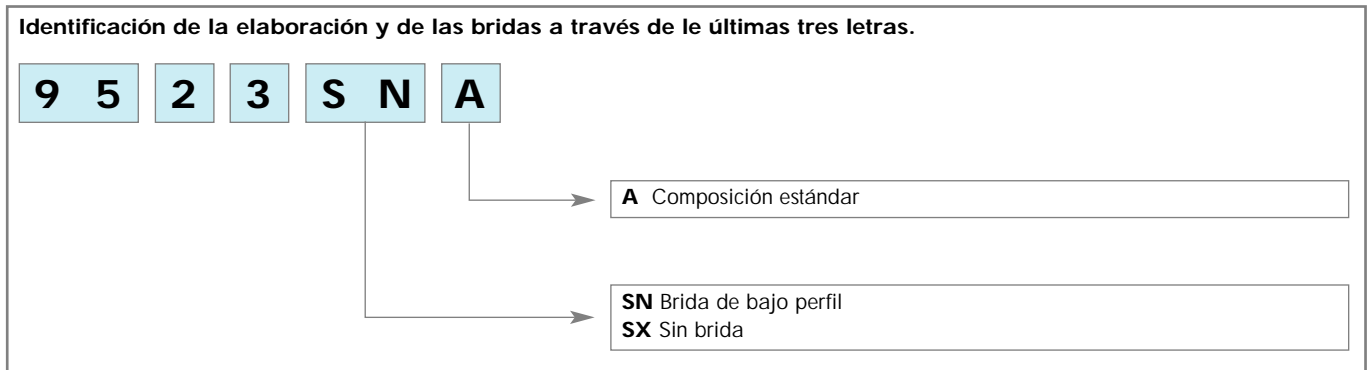 Identificación de la elaboración y de las bridas a través de le últimas tres letras.
9 5 2 3 S N A
A Composición estándar
SN Brida de bajo perfil
SX Sin brida